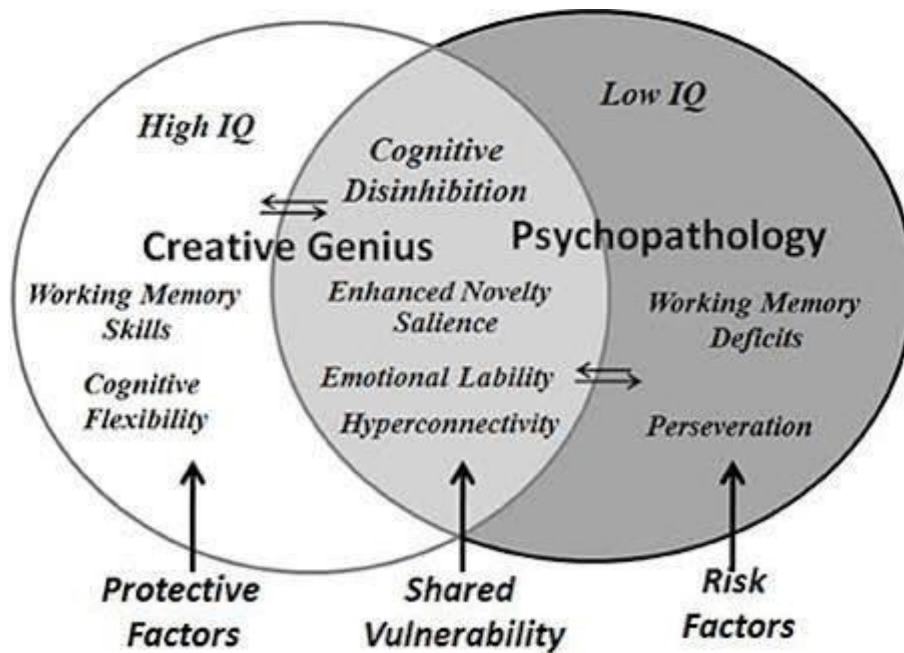 High IQ
Low IQ
Cognitive
Disinhibition
Creative Genius
Psychopathology
Working Memory
Skills
Enhanced Novelty
Salience
Working Memory
Deficits
Cognitive
Flexibility
Emotional Lability
Hyperconnectivity
Perseveration
Protective
Factors
Shared
Vulnerability
Risk
Factors